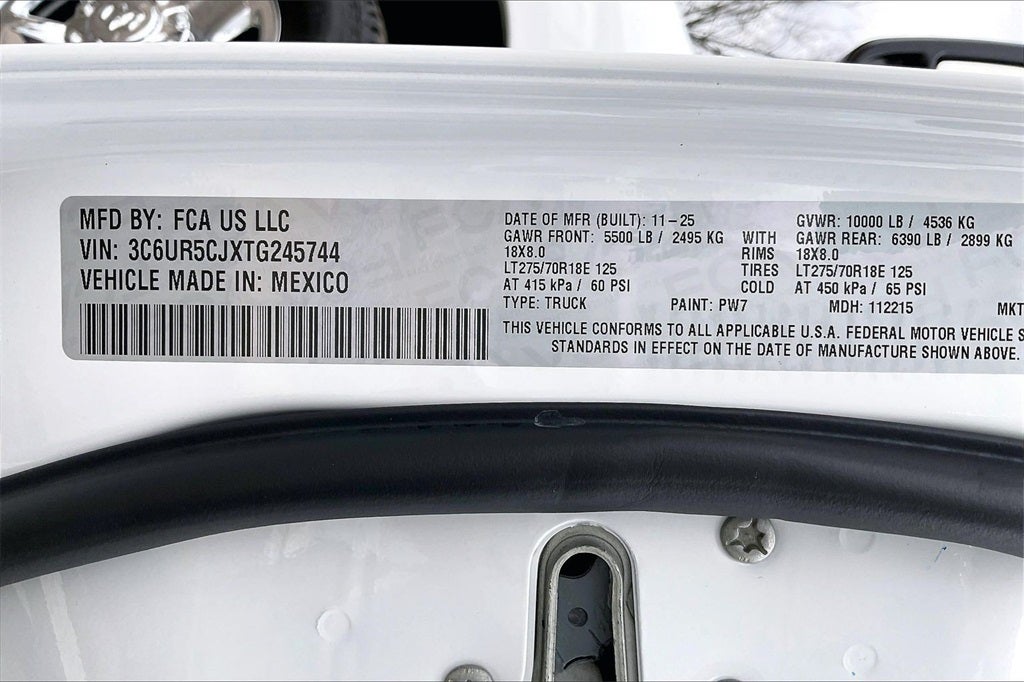 MFD BY: FCA US LLC
VIN: 3C6UR5CJXTG245744
VEHICLE MADE IN: MEXICO
DATE OF MFR (BUILT): 11-25 GVWR: 10000 LB / 4536 KG
GAWR FRONT: 5500 LB / 2495 KG WITH GAWR REAR: 6390 LB / 2899 KG
18X8.0 RIMS 18X8.0
LT275/70R18E 125 TIRES LT275/70R18E 125
AT 415 kPa / 60 PSI COLD AT 450 kPa / 65 PSI
TYPE: TRUCK PAINT: PW7 MDH: 112215 MKT
THIS VEHICLE CONFORMS TO ALL APPLICABLE U.S.A. FEDERAL MOTOR VEHICLE S
STANDARDS IN EFFECT ON THE DATE OF MANUFACTURE SHOWN ABOVE.